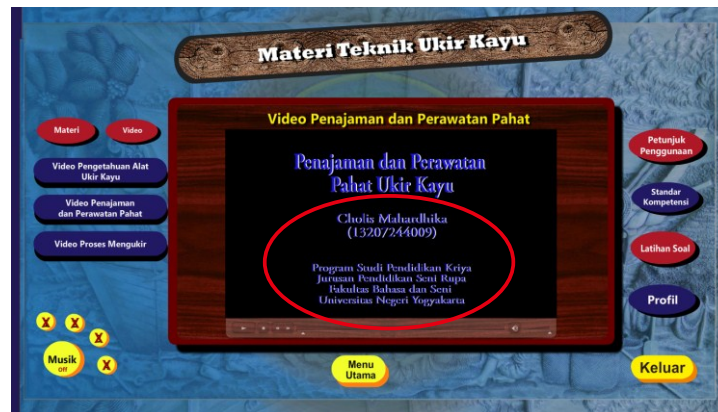 Materi Teknik Ukir Kayu
Materi
Video
Video Pengetahuan Alat
Ukir Kayu
Video Penajaman
dan Perawatan Pahat
Video Proses Mengukir
Video Penajaman dan Perawatan Pahat
Penajaman dan Perawatan
Pahat Ukir Kayu
Cholis Mahardhika
(13207244009)
Program Studi Pendidikan Kriya
Jurusan Pendidikan Seni Rupa
Fakultas Bahasa dan Seni
Universitas Negeri Yogyakarta
Petunjuk
Penggunaan
Standar
Kompetensi
Latihan Soal
Profil
X
X
X
X
Musik
Off
Menu
Utama
Keluar